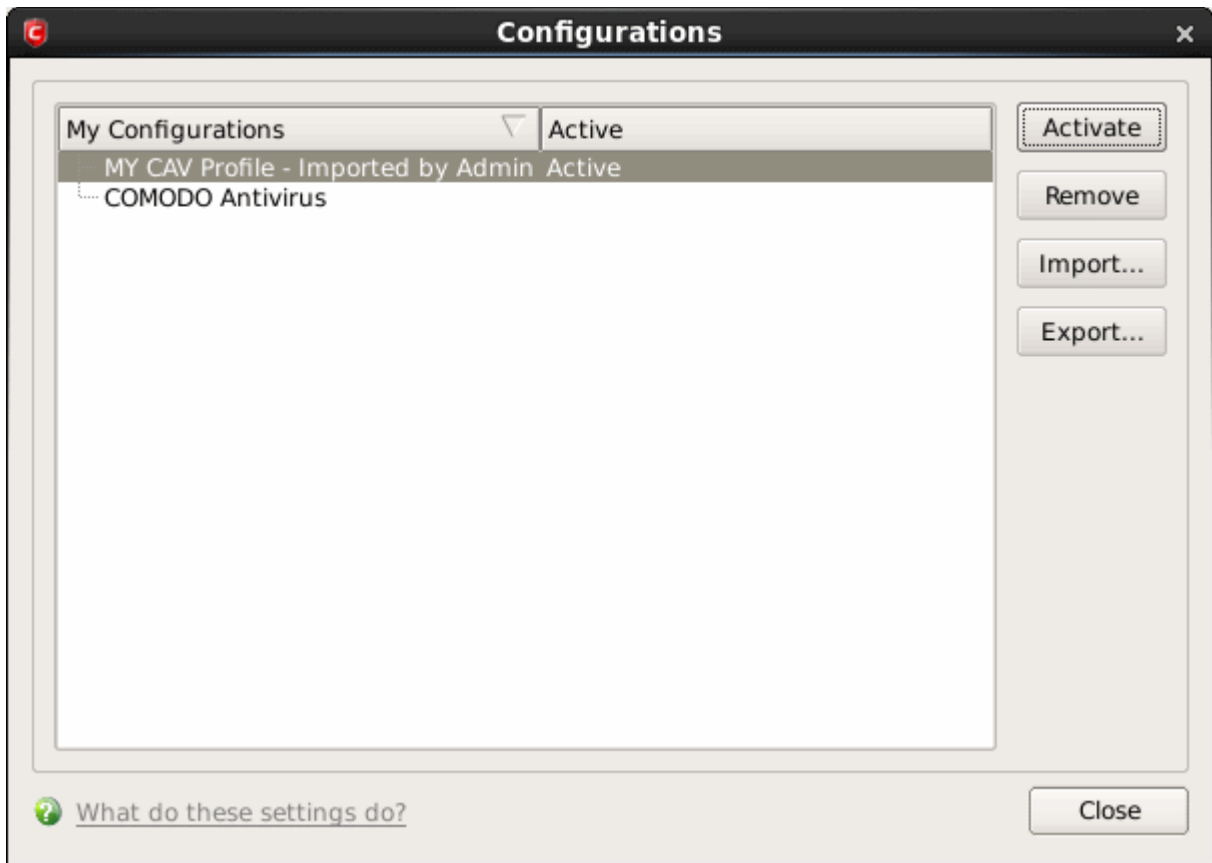 Configurations
My Configurations Active
MY CAV Profile - Imported by Admin Active
COMODO Antivirus
Activate
Remove
Import...
Export...
What do these settings do?
Close